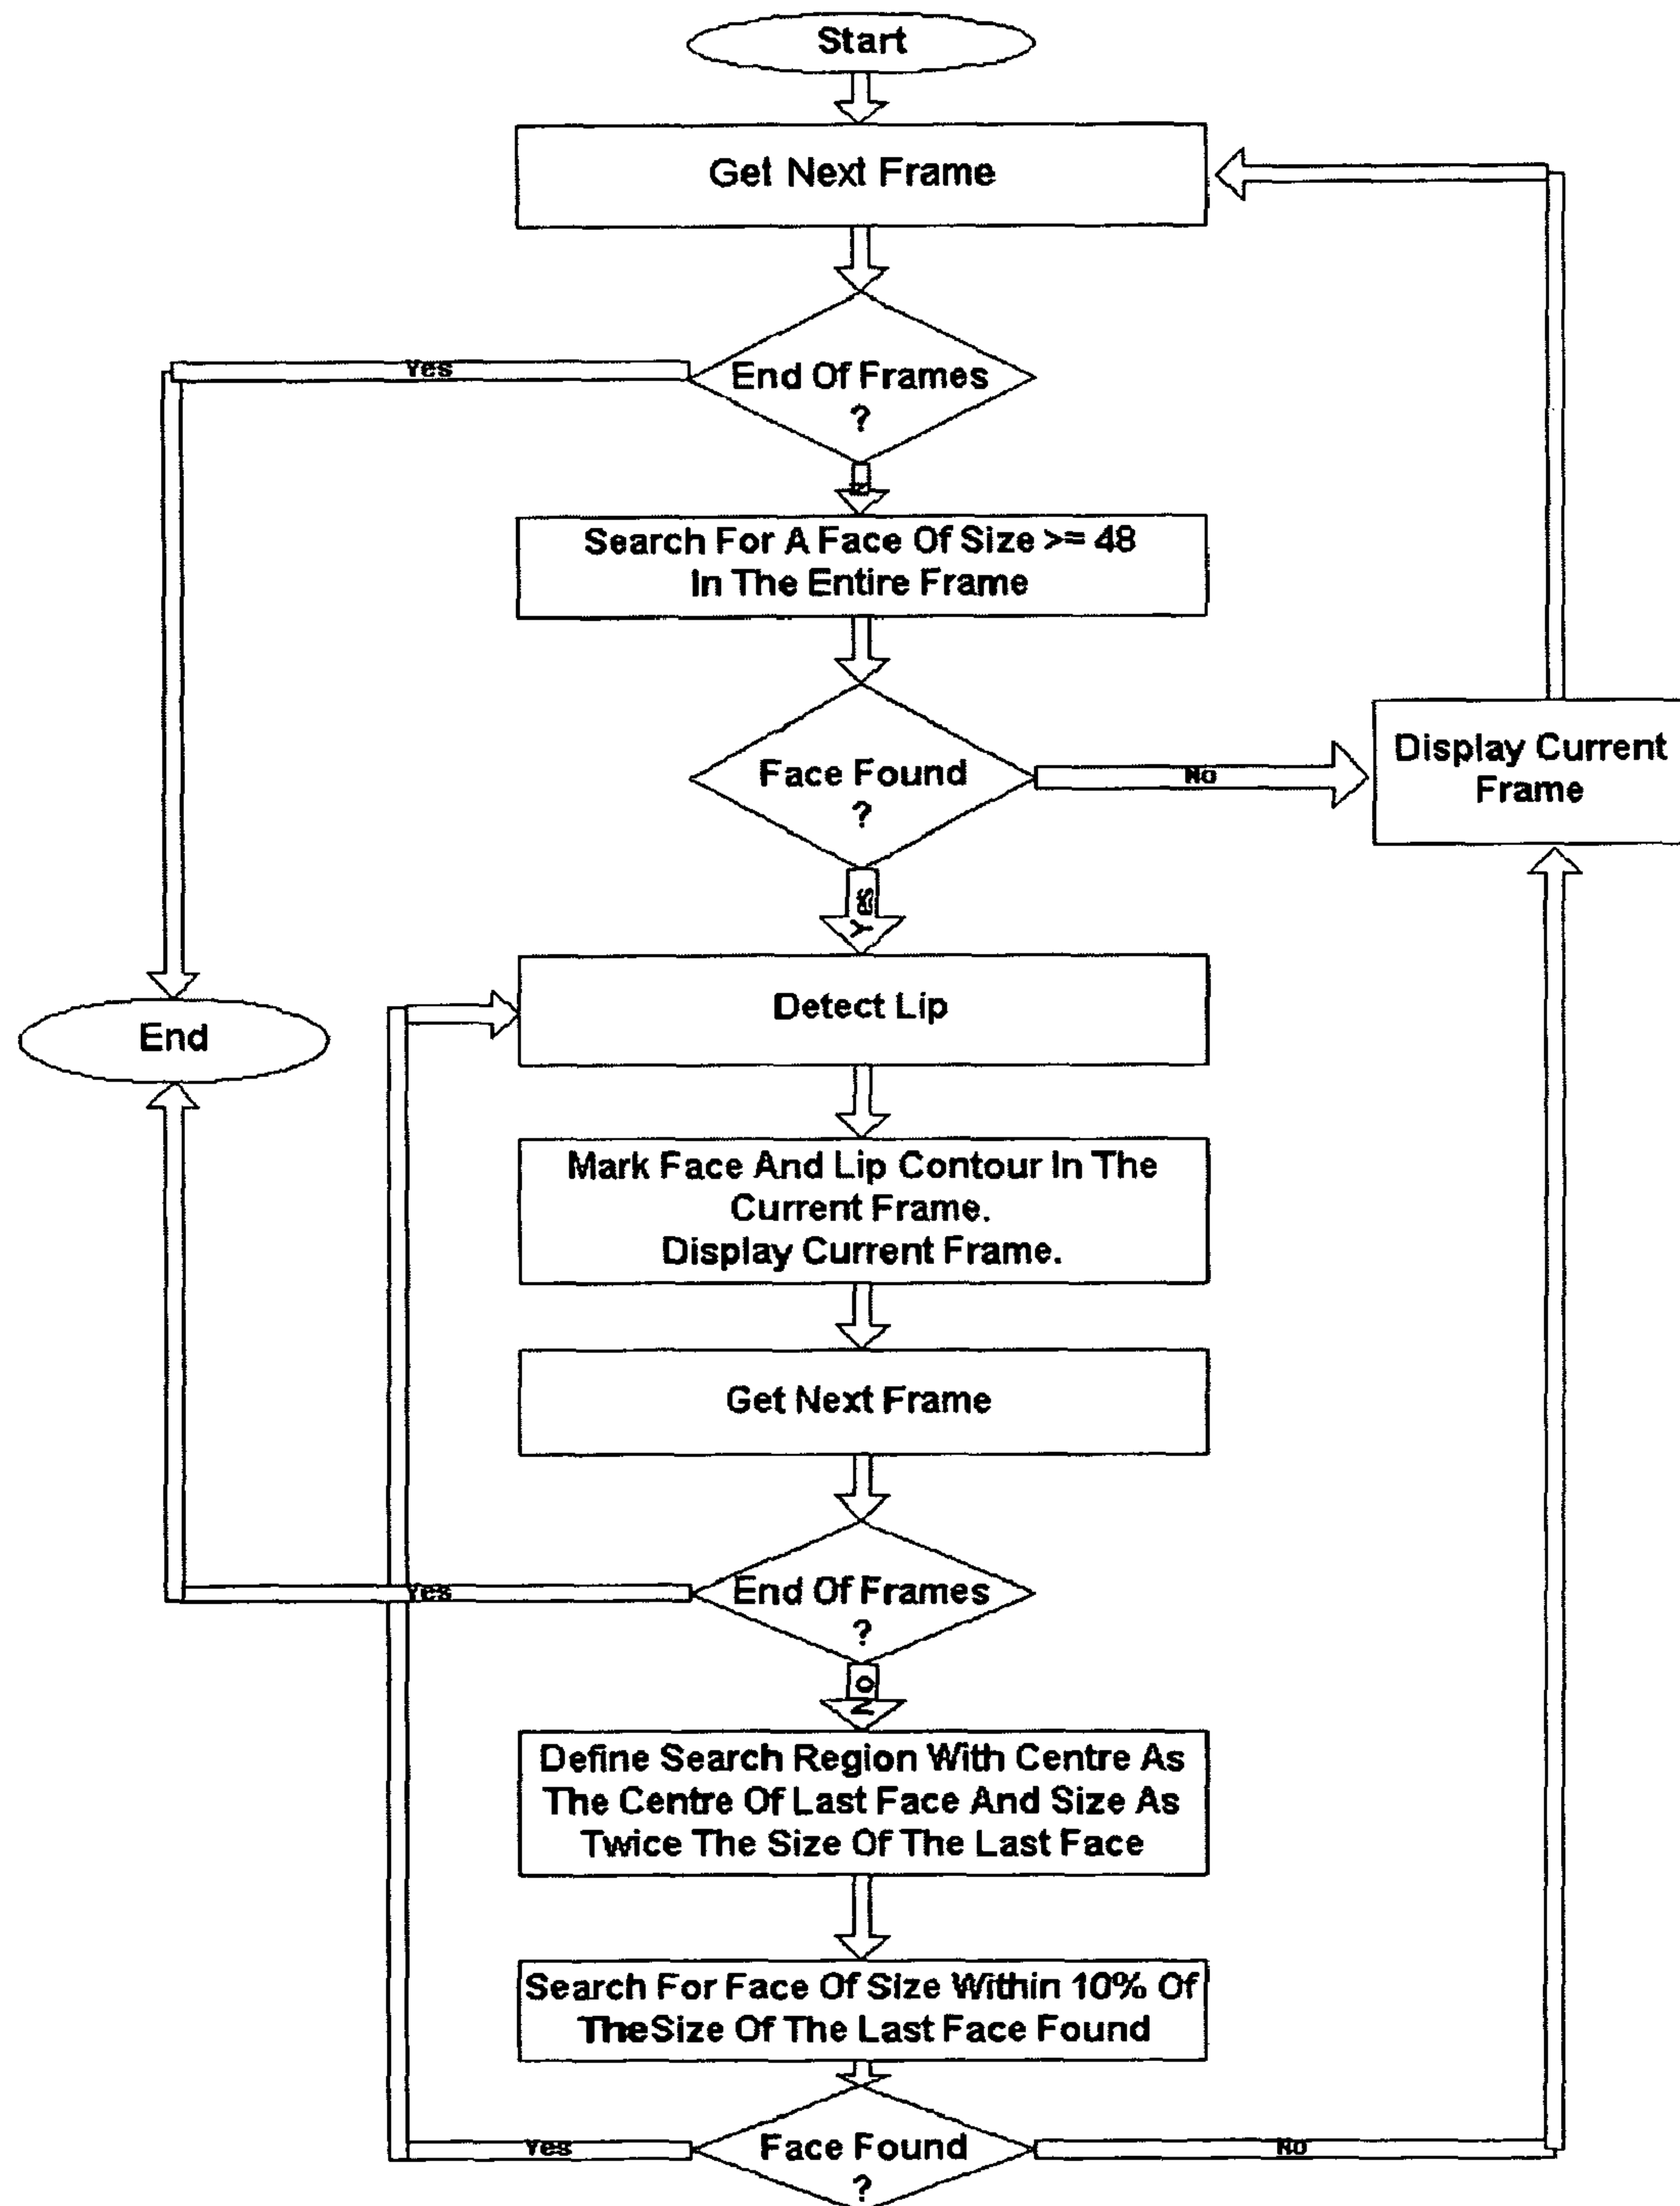 Start
Get Next Frame
End Of Frames
?
Yes
Search For A Face Of Size >= 48
In The Entire Frame
Face Found
?
No
Display Current
Frame
Yes
Detect Lip
End
Mark Face And Lip Contour In The
Current Frame.
Display Current Frame.
Get Next Frame
End Of Frames
?
Yes
No
Define Search Region With Centre As
The Centre Of Last Face And Size As
Twice The Size Of The Last Face
Search For Face Of Size Within 10% Of
TheSize Of The Last Face Found
Face Found
?
Yes
No